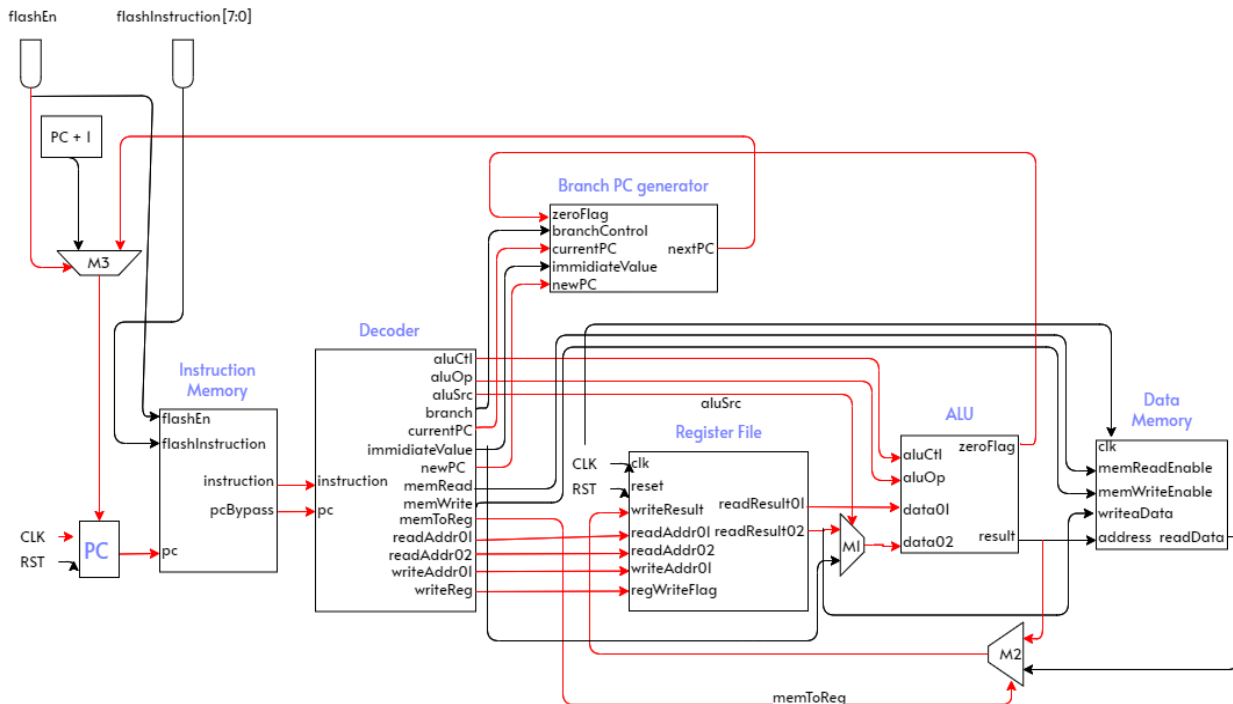 flashEn
flashInstruction [7:0]
PC + 1
M3
Branch PC generator
zeroFlag
branchControl
currentPC
immidiateValue
newPC
nextPC
Decoder
aluCtl
aluOp
aluSrc
branch
currentPC
immediateValue
newPC
memRead
memWrite
memToReg
readAddr01
readAddr02
writeAddr01
writeReg
instruction
pc
Instruction
Memory
flashEn
flashInstruction
instruction
pcBypass
pc
CLK
RST
PC
aluSrc
Register File
CLK
RST
clk
reset
writeResult
readAddr01
readAddr02
writeAddr01
regWriteFlag
readResult01
readResult02
M1
ALU
zeroFlag
aluCtl
aluOp
data01
data02
result
Data
Memory
clk
memReadEnable
memWriteEnable
writeaData
address
readData
M2
memToReg